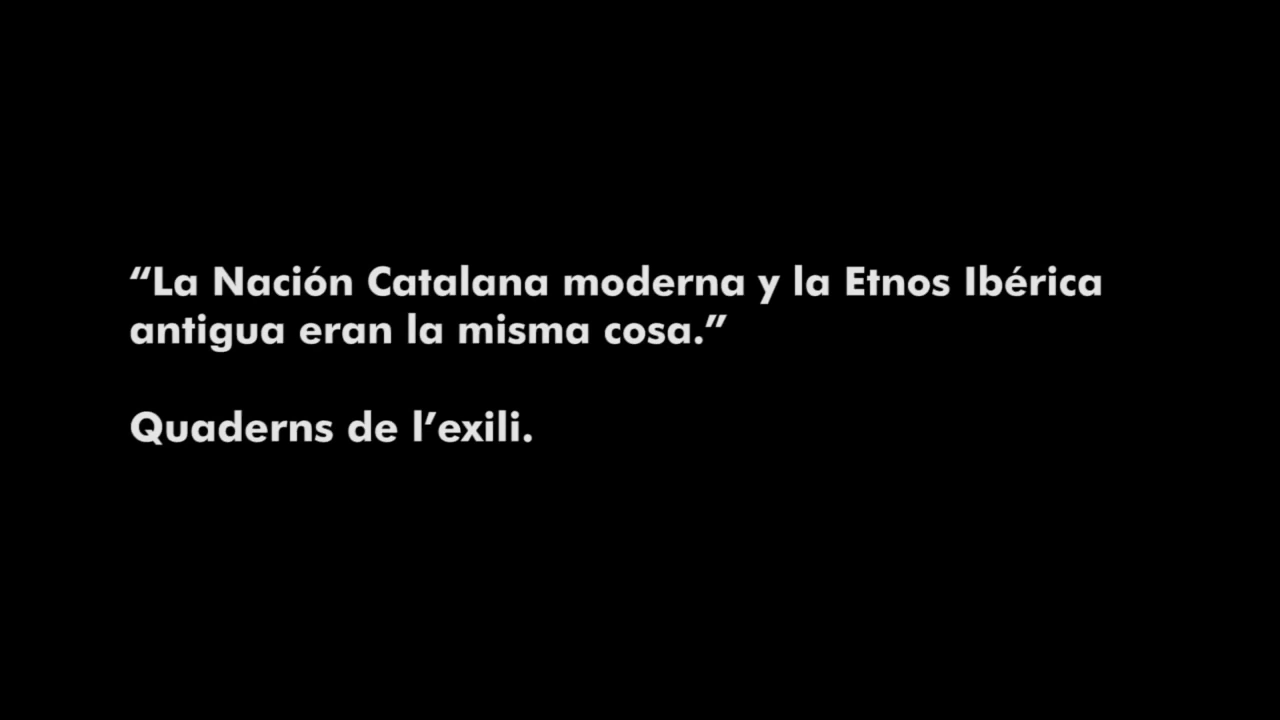 “La Nación Catalana moderna y la Etnos Ibérica
antigua eran la misma cosa.”
Quaderns de l’exili.